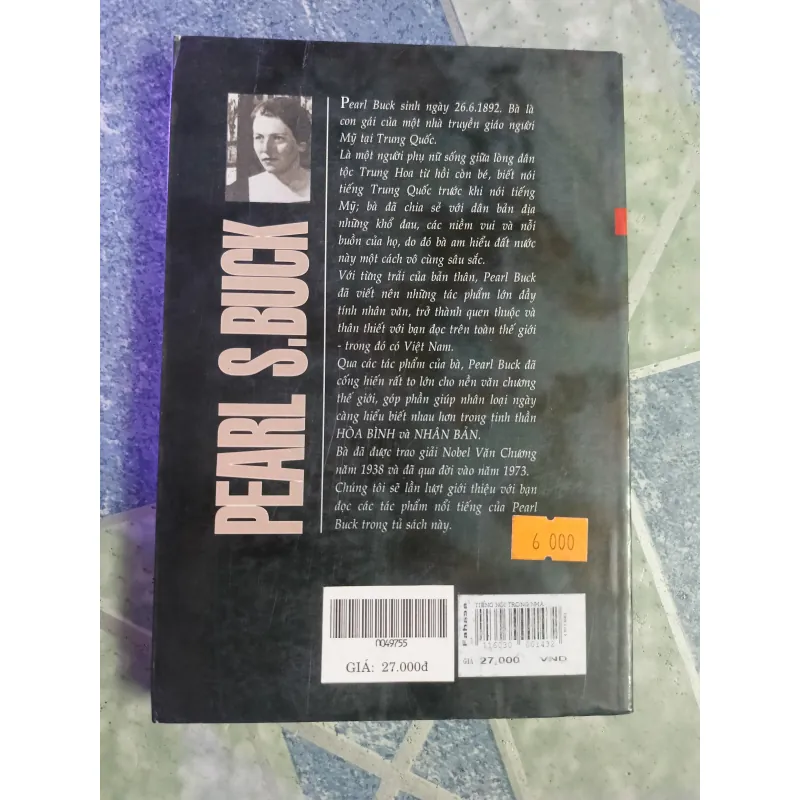 PEARL S.BUCK
Pearl Buck sinh ngày 26.6.1892. Bà là
con gái của một nhà truyền giáo người
Mỹ tại Trung Quốc.
Là một người phụ nữ sống giữa lòng dân
tộc Trung Hoa từ hồi còn bé, biết nói
tiếng Trung Quốc trước khi nói tiếng
Mỹ; bà đã chia sẻ với dân bản địa
những khổ đau, các niềm vui và nỗi
buồn của họ, do đó bà am hiểu đất nước
này một cách vô cùng sâu sắc.
Với từng trải của bản thân, Pearl Buck
đã viết nên những tác phẩm lớn đầy
tính nhân văn, trở thành quen thuộc và
thân thiết với bạn đọc trên toàn thế giới
- trong đó có Việt Nam.
Qua các tác phẩm của bà, Pearl Buck đã
cống hiến rất to lớn cho nền văn chương
thế giới, góp phần giúp nhân loại ngày
càng hiểu biết nhau hơn trong tinh thần
HÒA BÌNH và NHÂN BẢN.
Bà đã được trao giải Nobel Văn Chương
năm 1938 và đã qua đời vào năm 1973.
Chúng tôi sẽ lần lượt giới thiệu với bạn
đọc các tác phẩm nổi tiếng của Pearl
Buck trong tủ sách này.
6 000
n049755
GIÁ: 27.000đ
Fahasa
GIÁ 27,000 VND